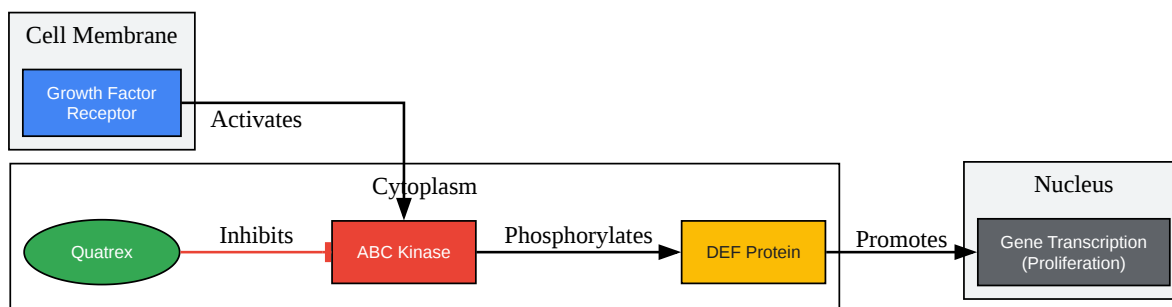 Cell Membrane
Growth Factor
Receptor
Activates
Cytoplasm
Quatrex
Inhibits
ABC Kinase
Phosphorylates
DEF Protein
Promotes
Nucleus
Gene Transcription
(Proliferation)